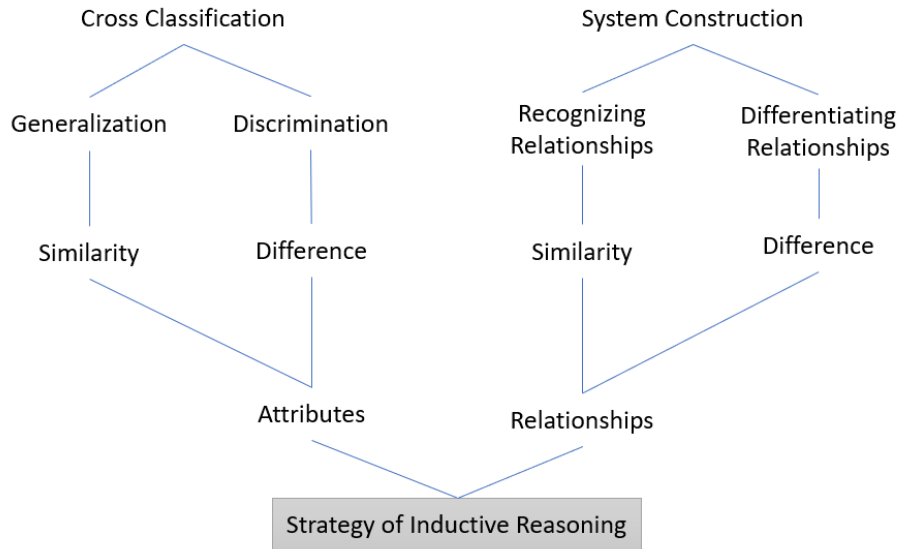 Cross Classification
System Construction
Generalization
Discrimination
Recognizing
Relationships
Differentiating
Relationships
Similarity
Difference
Similarity
Difference
Attributes
Relationships
Strategy of Inductive Reasoning